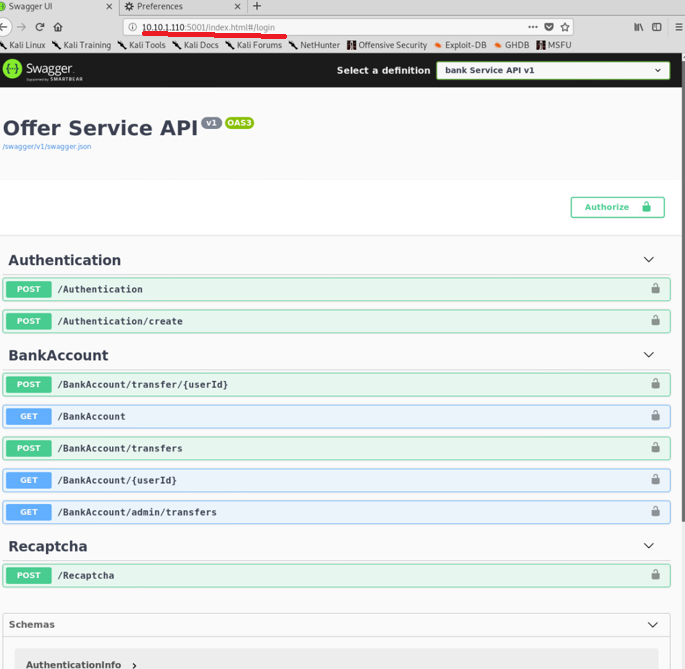 Swagger UI
Preferences
10.10.1.110:5001/index.html#/login
Kali Linux Kali Training Kali Tools Kali Docs Kali Forums NetHunter Offensive Security Exploit-DB GHDB MSFU
Swagger
Supported by SMARTBEAR
Select a definition
bank Service API v1
Offer Service API v1 OAS3
/swagger/v1/swagger.json
Authorize
Authentication
POST /Authentication
POST /Authentication/create
BankAccount
POST /BankAccount/transfer/{userId}
GET /BankAccount
POST /BankAccount/transfers
GET /BankAccount/{userId}
GET /BankAccount/admin/transfers
Recaptcha
POST /Recaptcha
Schemas
AuthenticationInfo